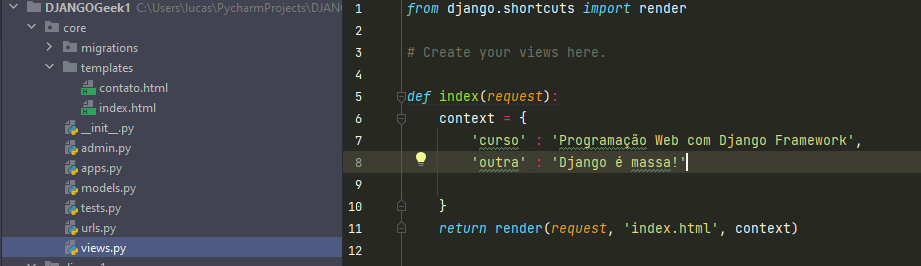 DJANGOGeek1 C:\Users\lucas\PycharmProjects\DJANG
core
migrations
templates
contato.html
index.html
__init__.py
admin.py
apps.py
models.py
tests.py
urls.py
views.py
1 from django.shortcuts import render
2
3 # Create your views here.
4
5 def index(request):
6 context = {
7 'curso' : 'Programação Web com Django Framework',
8 'outra' : 'Django é massa!'
9
10 }
11 return render(request, 'index.html', context)
12